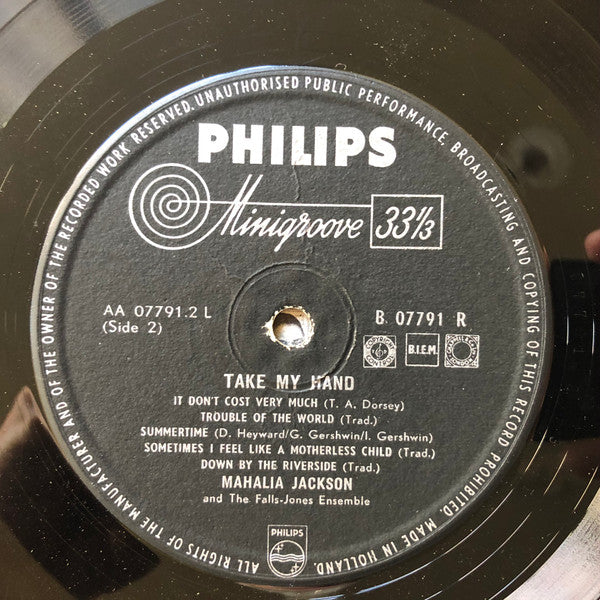 ALL RIGHTS OF THE MANUFACTURER AND OF THE OWNER OF THE RECORDED WORK RESERVED. UNAUTHORISED PUBLIC PERFORMANCE, BROADCASTING AND COPYING OF THIS RECORD PROHIBITED. MADE IN HOLLAND.
PHILIPS
Minigroove 33⅓
AA 07791.2 L
(Side 2)
B 07791 R
B.I.E.M.
TAKE MY HAND
IT DON'T COST VERY MUCH (T. A. Dorsey)
TROUBLE OF THE WORLD (Trad.)
SUMMERTIME (D. Heyward/G. Gershwin/I. Gershwin)
SOMETIMES I FEEL LIKE A MOTHERLESS CHILD (Trad.)
DOWN BY THE RIVERSIDE (Trad.)
MAHALIA JACKSON
and The Falls-Jones Ensemble
PHILIPS